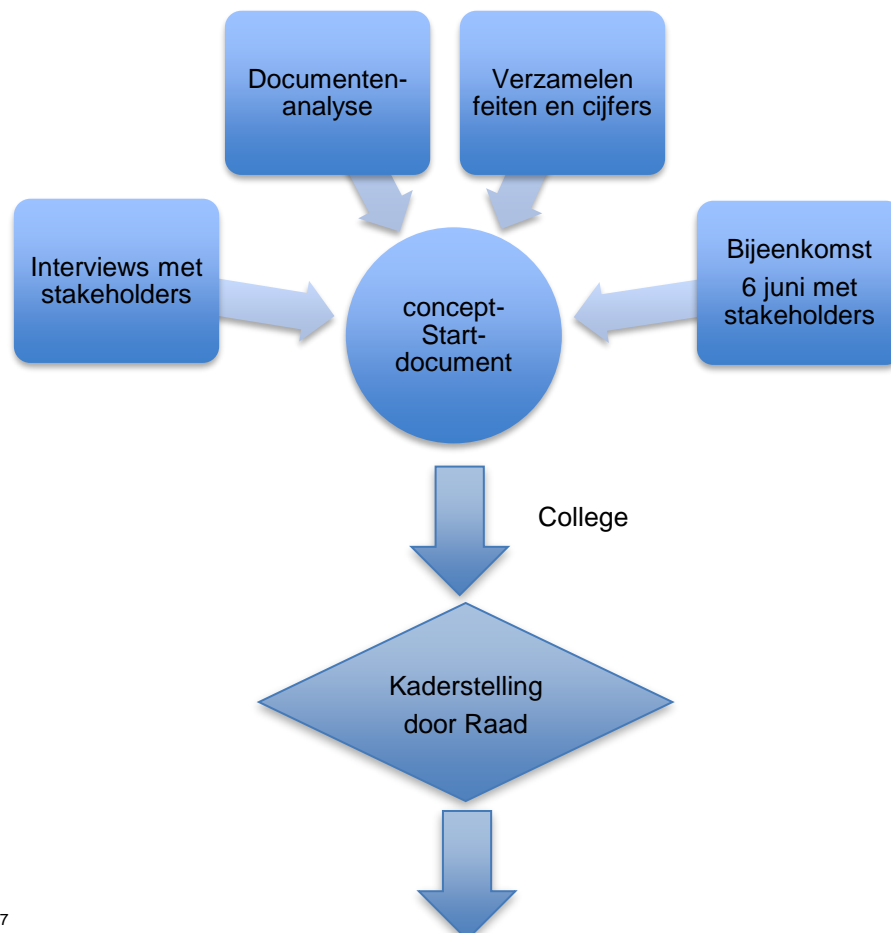 Documenten-
analyse
Verzamelen
feiten en cijfers
Interviews met
stakeholders
concept-
Start-
document
Bijeenkomst
6 juni met
stakeholders
College
Kaderstelling
door Raad
7